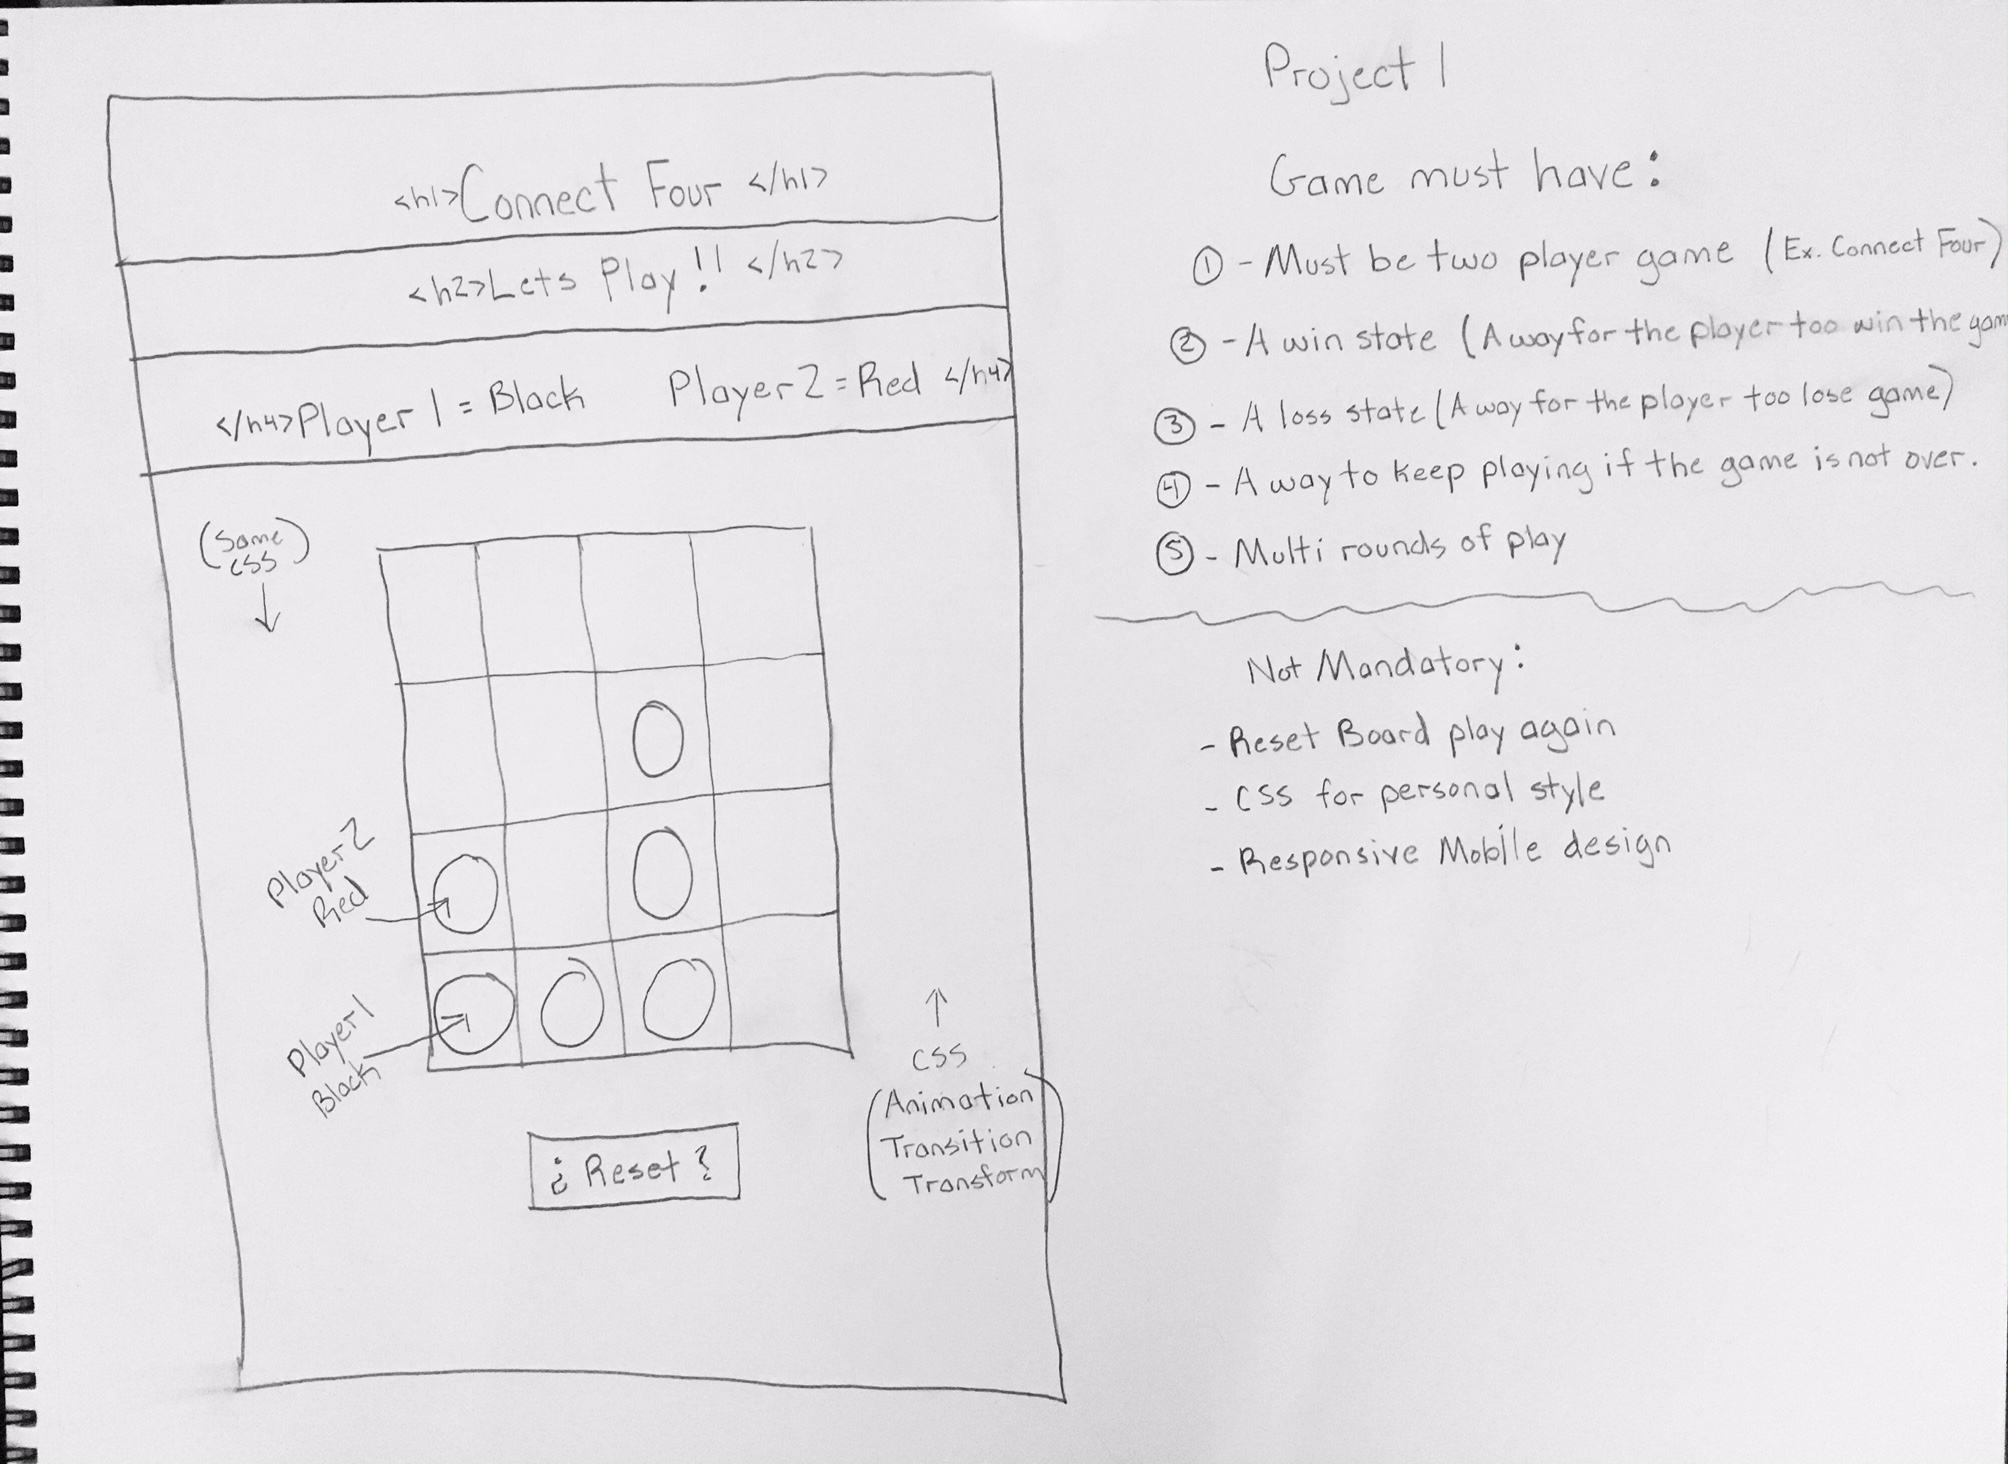 <h1>Connect Four </h1>
<h2>Lets Play!! </h2>
</h4>Player 1 = Black Player 2 = Red </h4>
(Same
css)
Player 2
Red
Player 1
Black
¿ Reset ?
css
(Animation
Transition
Transform)
Project 1
Game must have:
① - Must be two player game (Ex. Connect Four)
② - A win state (A way for the player too win the gam
③ - A loss state (A way for the player too lose game)
④ - A way to keep playing if the game is not over.
⑤ - Multi rounds of play
Not Mandatory:
- Reset Board play again
- CSS for personal style
- Responsive Mobile design